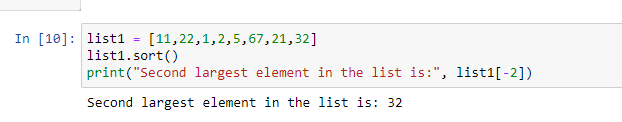 In [10]: list1 = [11,22,1,2,5,67,21,32]
list1.sort()
print("Second largest element in the list is:", list1[-2])
Second largest element in the list is: 32